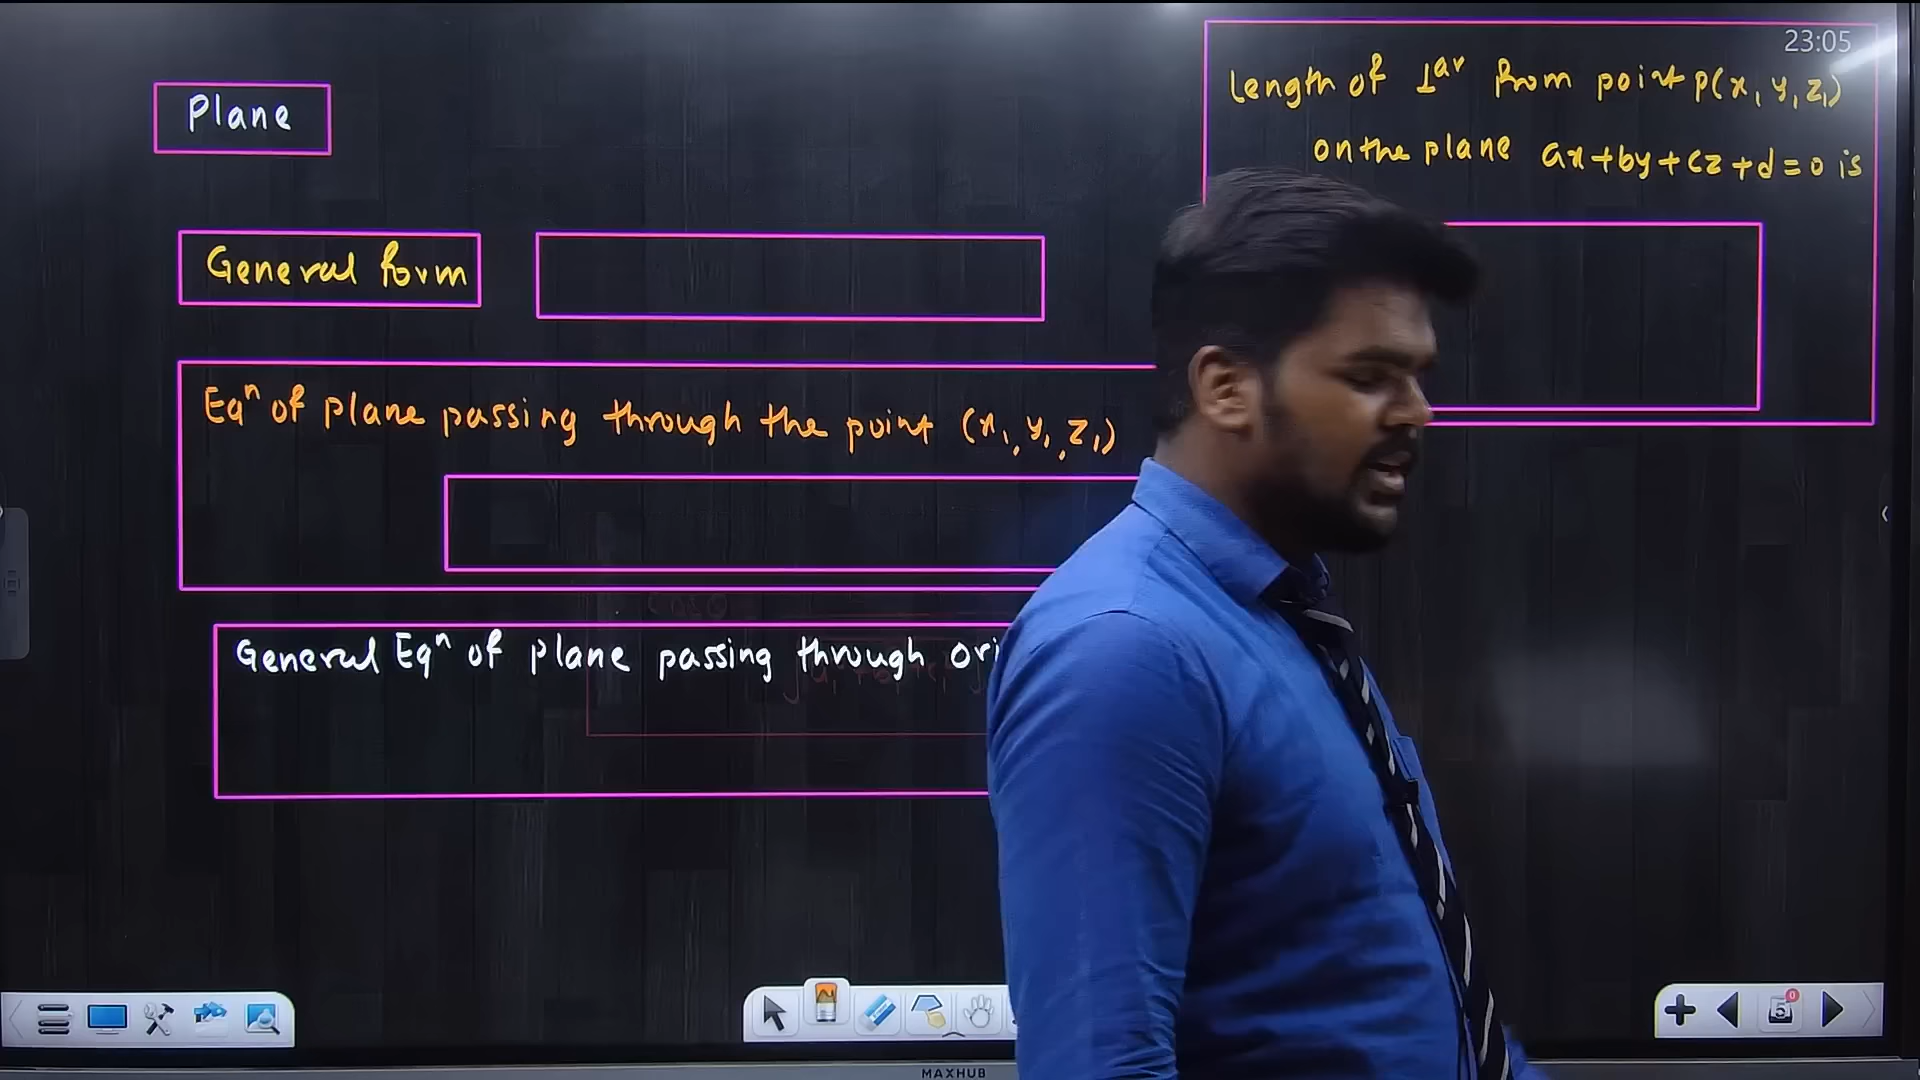 23:05
Plane
Length of ⊥ar from point P(x₁ y₁ z₁)
on the plane ax+by+cz+d=0 is
General form
Eqⁿ of plane passing through the point (x₁, y₁, z₁)
General Eqⁿ of plane passing through ori
MAXHUB